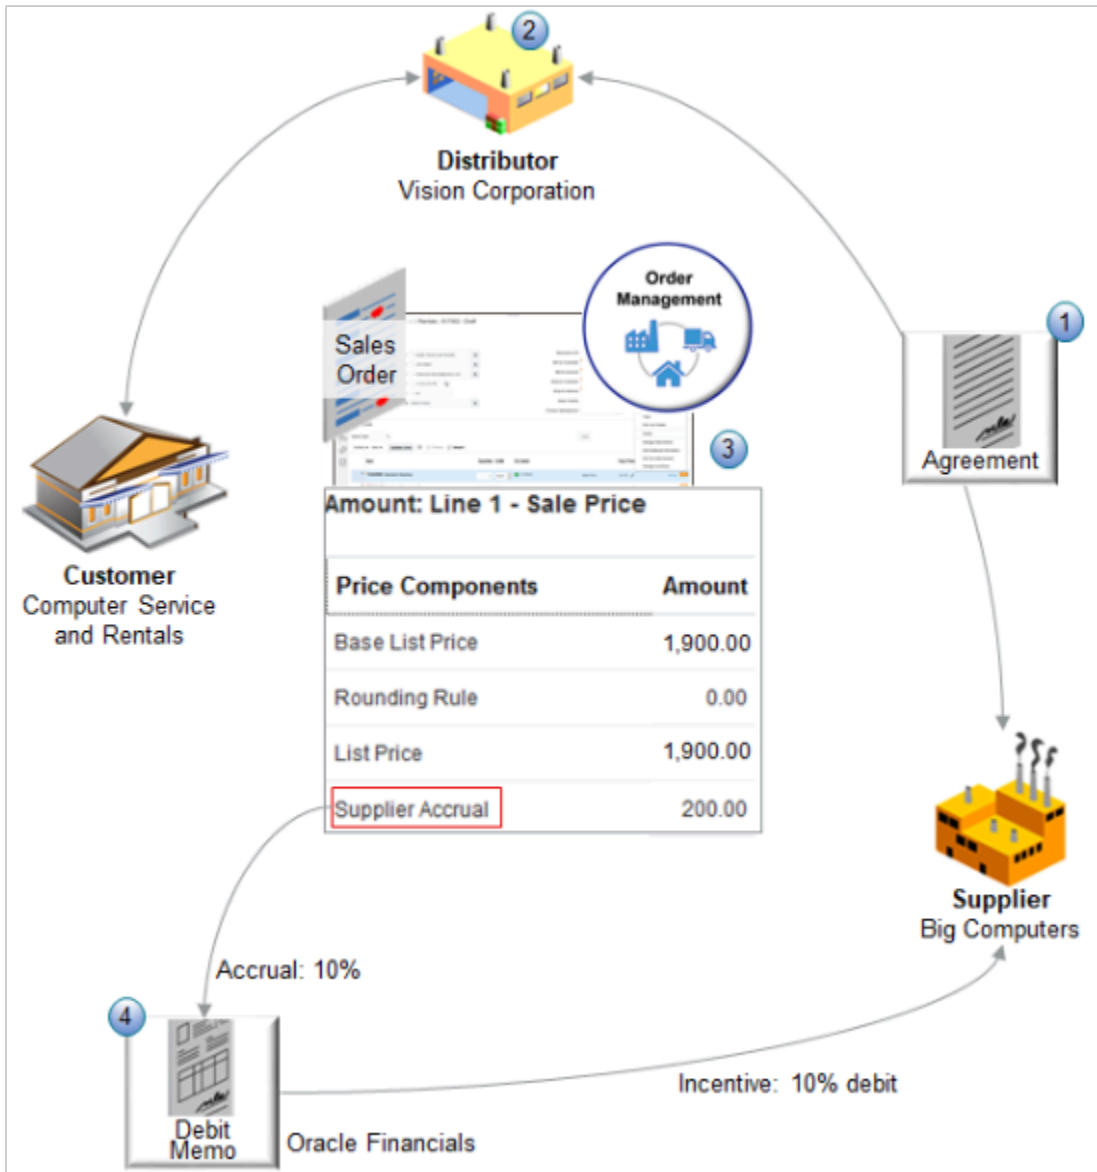 2
Distributor
Vision Corporation
Order
Management
1
Sales
Order
3
Agreement
Amount: Line 1 - Sale Price
Price Components Amount
Base List Price 1,900.00
Rounding Rule 0.00
List Price 1,900.00
Supplier Accrual 200.00
Customer
Computer Service
and Rentals
Supplier
Big Computers
Accrual: 10%
4
Incentive: 10% debit
Debit
Memo
Oracle Financials